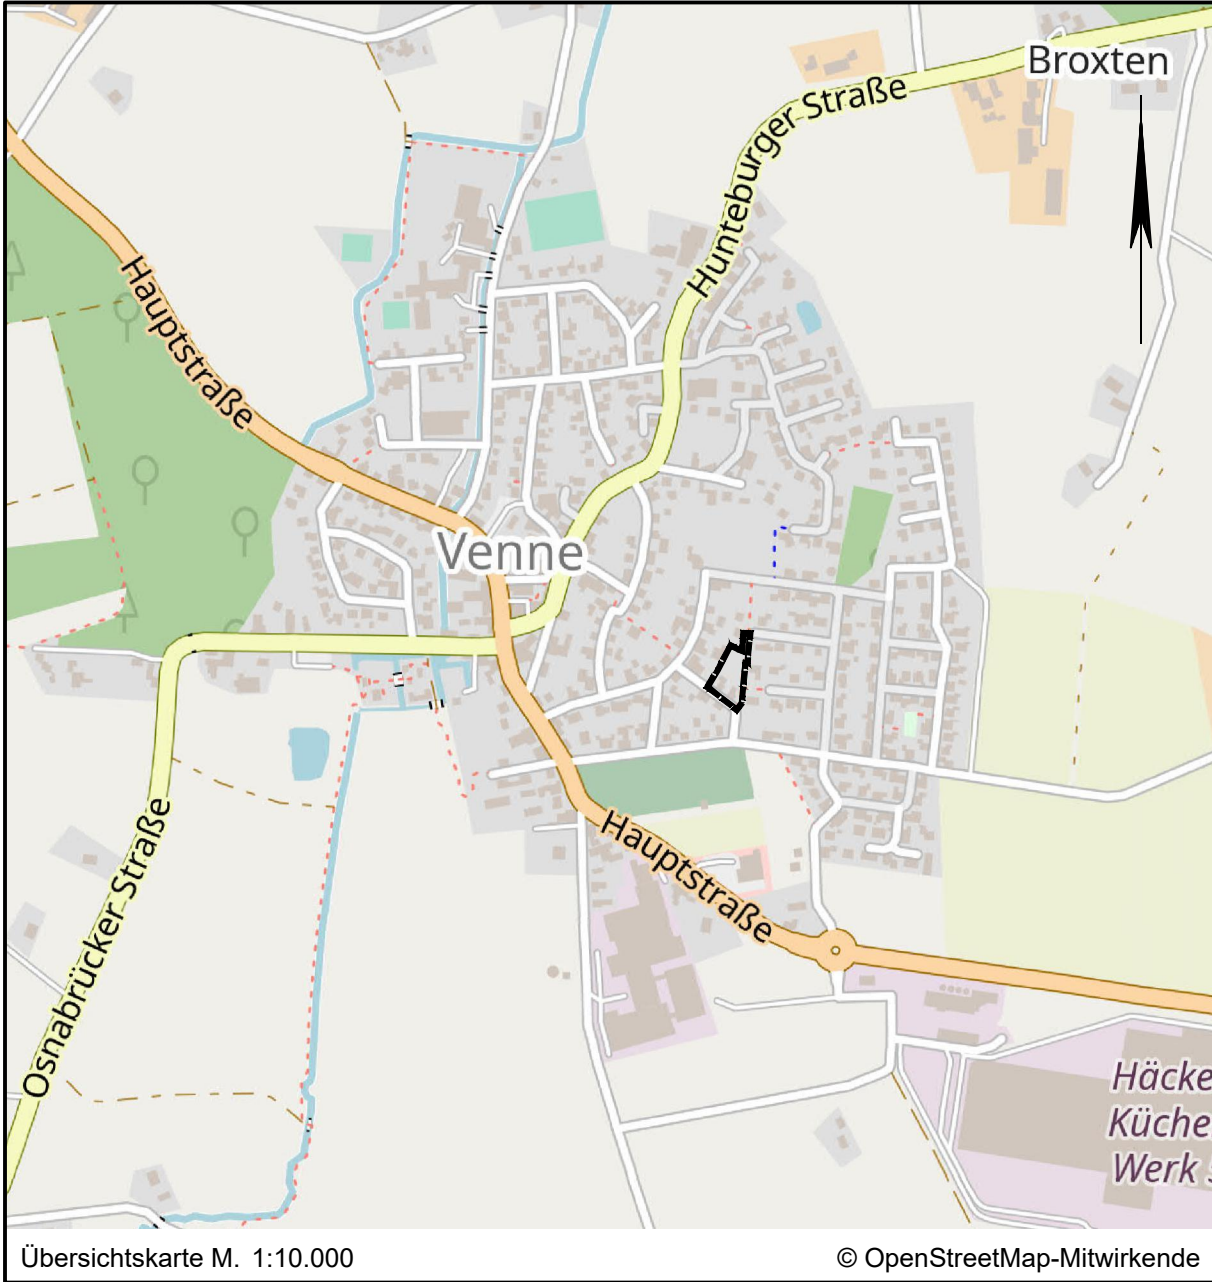 Broxten
Hunteburger Straße
Hauptstraße
Venne
Hauptstraße
Osnabrücker Straße
Häcke
Küche
Werk
Übersichtskarte M. 1:10.000
© OpenStreetMap-Mitwirkende